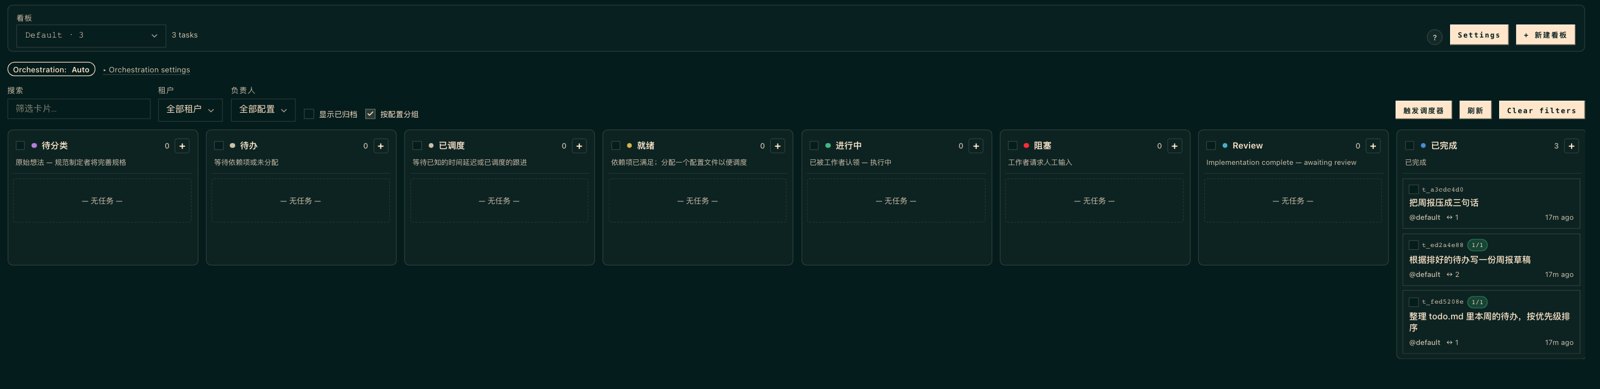 看板
Default · 3
3 tasks
?
Settings
+ 新建看板
Orchestration: Auto
- Orchestration settings
搜索
租户
负责人
筛选卡片...
全部租户
全部配置
显示已归档
按配置分组
触发调度器
刷新
Clear filters
待分类
0
+
原始想法 — 规范制定者将完善规格
— 无任务 —
待办
0
+
等待依赖项或未分配
— 无任务 —
已调度
0
+
等待已知的时间延迟或已调度的跟进
— 无任务 —
就绪
0
+
依赖项已满足；分配一个配置文件以便调度
— 无任务 —
进行中
0
+
已被工作者认领 — 执行中
— 无任务 —
阻塞
0
+
工作者请求人工输入
— 无任务 —
Review
0
+
Implementation complete — awaiting review
— 无任务 —
已完成
3
+
已完成
t_a3cdc4d0
把周报压成三句话
@default ↔ 1
17m ago
t_ed2a4e88 1/1
根据排好的待办写一份周报草稿
@default ↔ 2
17m ago
t_fed5208e 1/1
整理 todo.md 里本周的待办，按优先级排
序
@default ↔ 1
17m ago